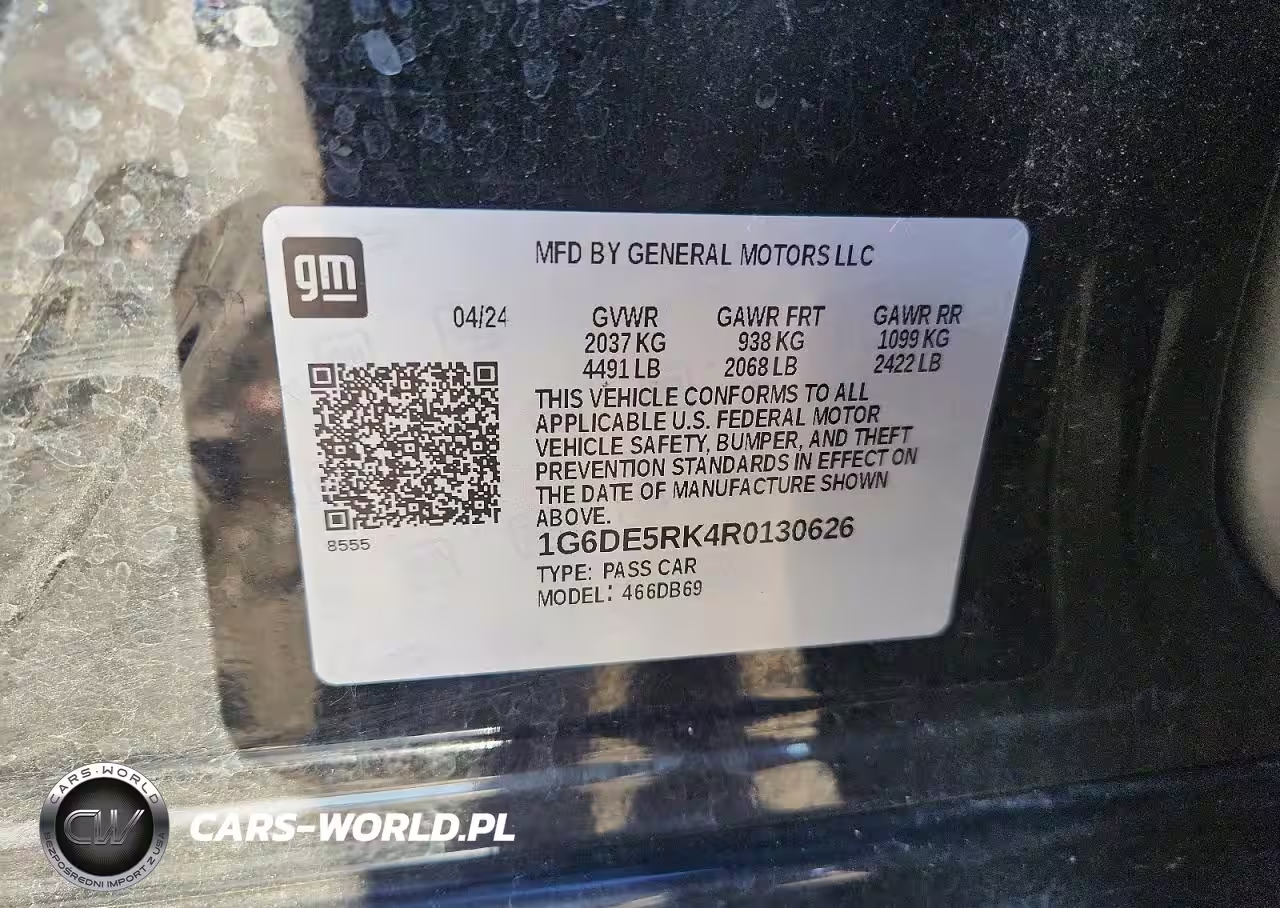 gm
MFD BY GENERAL MOTORS LLC
04/24 GVWR GAWR FRT GAWR RR
2037 KG 938 KG 1099 KG
4491 LB 2068 LB 2422 LB
THIS VEHICLE CONFORMS TO ALL
APPLICABLE U.S. FEDERAL MOTOR
VEHICLE SAFETY, BUMPER, AND THEFT
PREVENTION STANDARDS IN EFFECT ON
THE DATE OF MANUFACTURE SHOWN
ABOVE.
8555
1G6DE5RK4R0130626
TYPE: PASS CAR
MODEL: 466DB69
CARS-WORLD
CW
BEZPOŚREDNI IMPORT Z USA
CARS-WORLD.PL